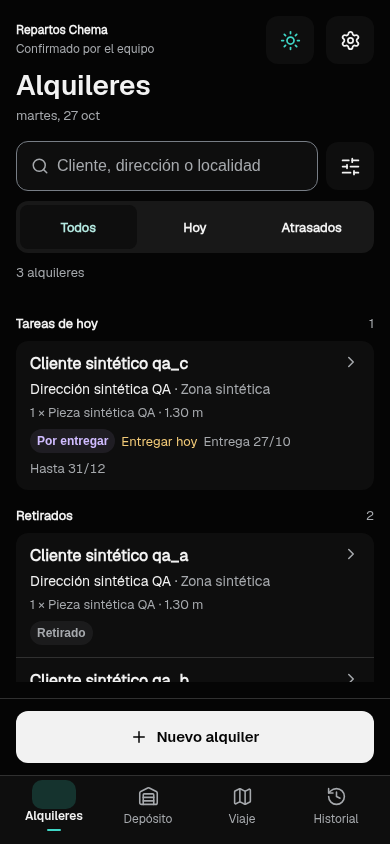 Repartos Chema
Confirmado por el equipo
Alquileres
martes, 27 oct
Cliente, dirección o localidad
Todos
Hoy
Atrasados
3 alquileres
Tareas de hoy
1
Cliente sintético qa_c
Dirección sintética QA · Zona sintética
1 × Pieza sintética QA · 1.30 m
Por entregar Entregar hoy Entrega 27/10
Hasta 31/12
Retirados
2
Cliente sintético qa_a
Dirección sintética QA · Zona sintética
1 × Pieza sintética QA · 1.30 m
Retirado
Cliente sintético qa_b
Nuevo alquiler
Alquileres
Depósito
Viaje
Historial